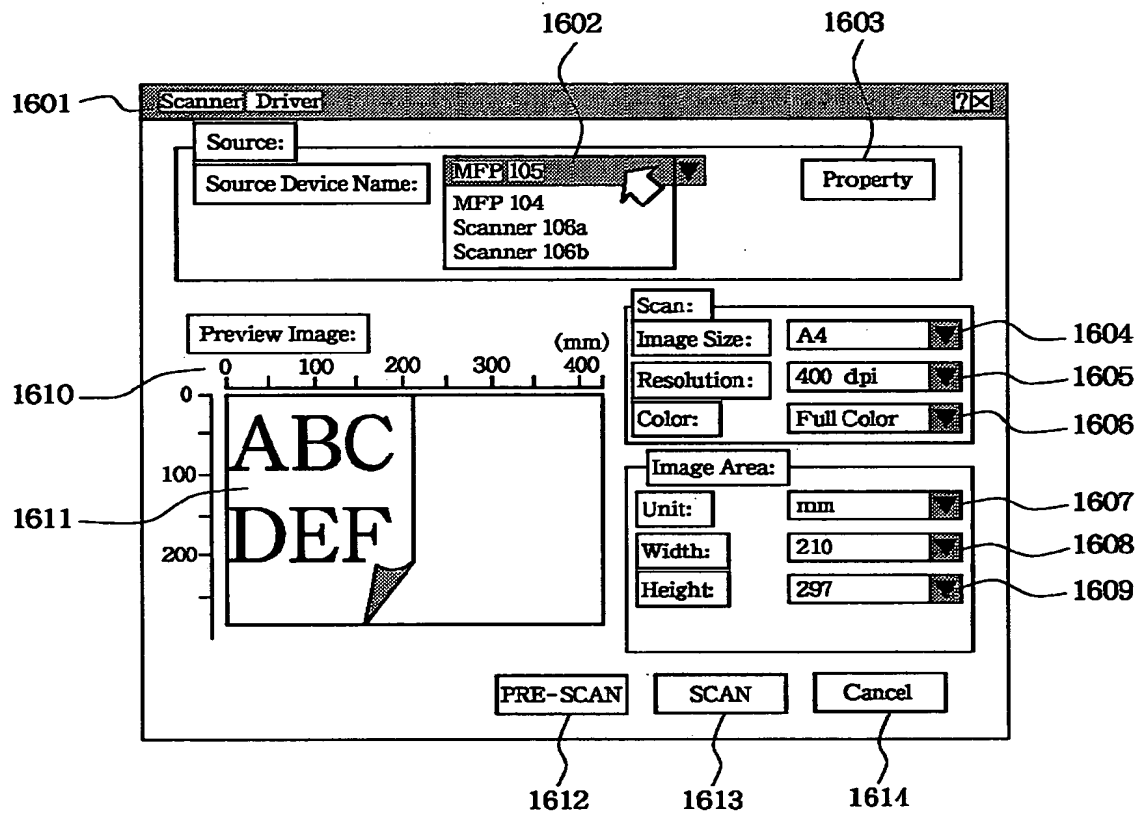 1602
1603
1601
Scanner Driver
?
Source:
Source Device Name:
MFP 105
Property
MFP 104
Scanner 106a
Scanner 106b
Scan:
Preview Image:
(mm)
Image Size:
A4
1604
1610
0 100 200 300 400
Resolution:
400 dpi
1605
0
Color:
Full Color
1606
ABC
100
Image Area:
1611
Unit:
mm
1607
DEF
200
Width:
210
1608
Height:
297
1609
PRE-SCAN
SCAN
Cancel
1612
1613
1614